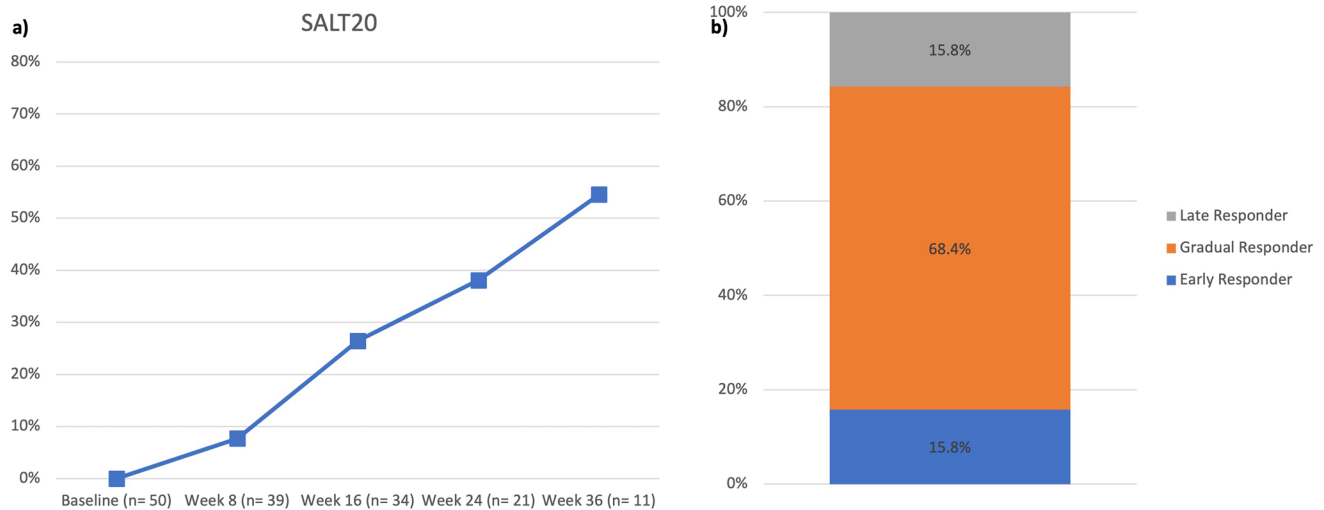 a)
SALT20
80%
70%
60%
50%
40%
30%
20%
10%
0%
Baseline (n= 50) Week 8 (n= 39) Week 16 (n= 34) Week 24 (n= 21) Week 36 (n= 11)
b)
100%
80%
60%
40%
20%
0%
15.8%
68.4%
15.8%
Late Responder
Gradual Responder
Early Responder